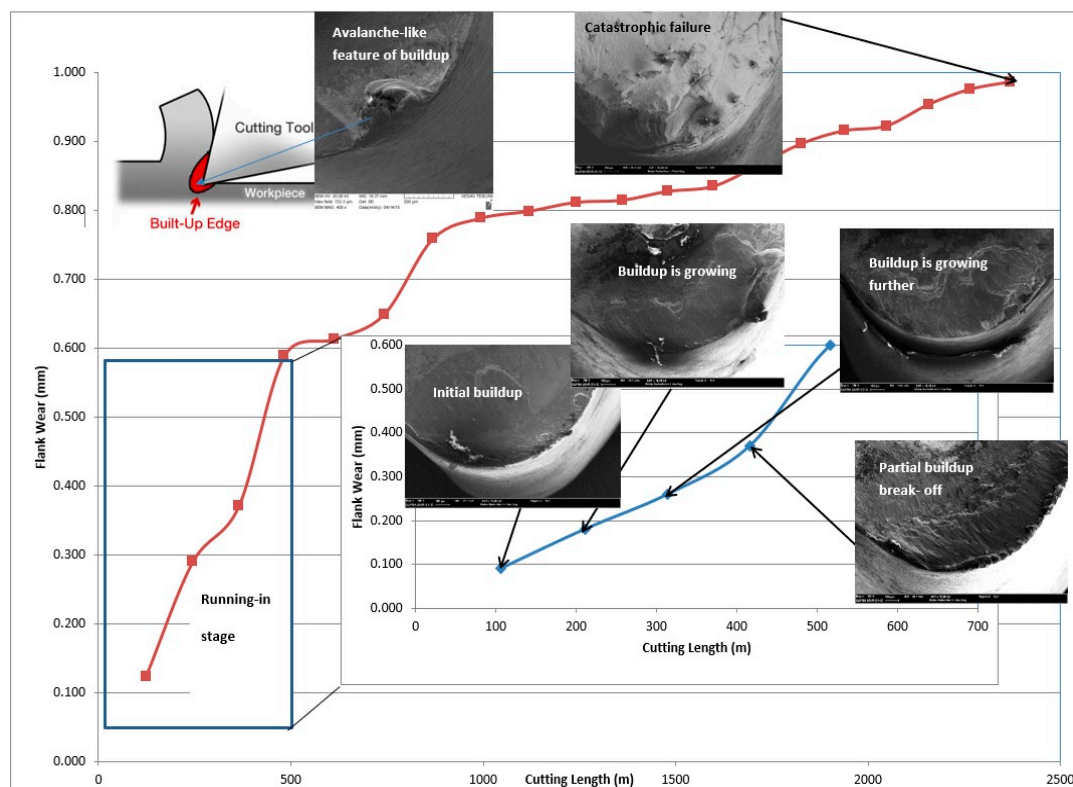 Avalanche-like
feature of buildup
Catastrophic failure
1.000
0.900
0.800
0.700
0.600
0.500
0.400
0.300
0.200
0.100
0.000
Flank Wear (mm)
Cutting Tool
Workpiece
Built-Up Edge
Buildup is growing
Buildup is growing
further
Initial buildup
Partial buildup
break- off
Running-in
stage
0.600
0.500
0.400
0.300
0.200
0.100
0.000
Flank Wear (mm)
0
100
200
300
400
500
600
700
Cutting Length (m)
0
500
1000
1500
2000
2500
Cutting Length (m)